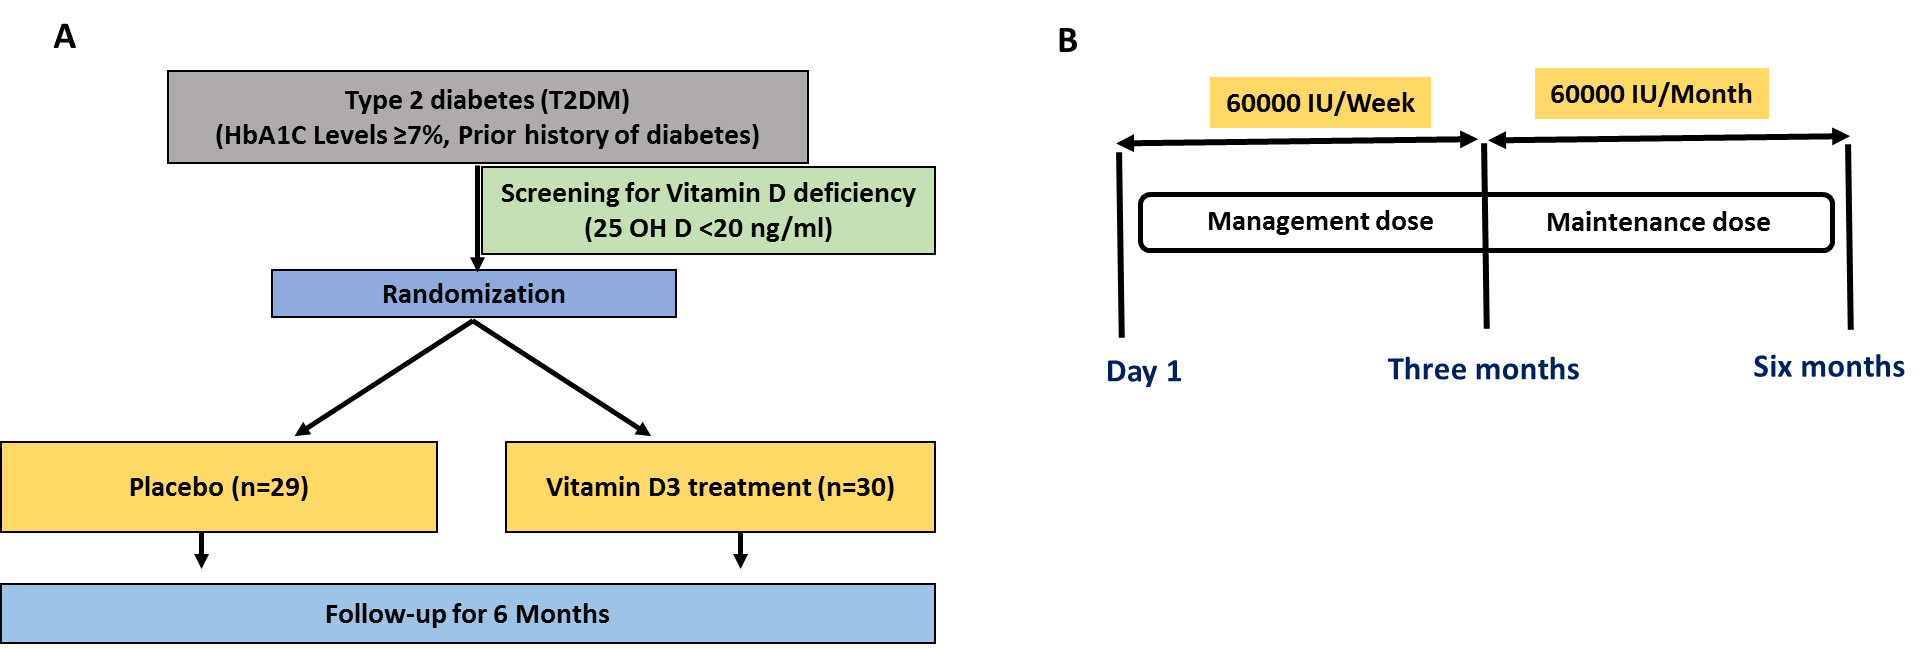 A
Type 2 diabetes (T2DM)
(HbA1C Levels ≥7%, Prior history of diabetes)
Screening for Vitamin D deficiency
(25 OH D <20 ng/ml)
Randomization
Placebo (n=29)
Vitamin D3 treatment (n=30)
Follow-up for 6 Months
B
60000 IU/Week
60000 IU/Month
Management dose
Maintenance dose
Day 1
Three months
Six months